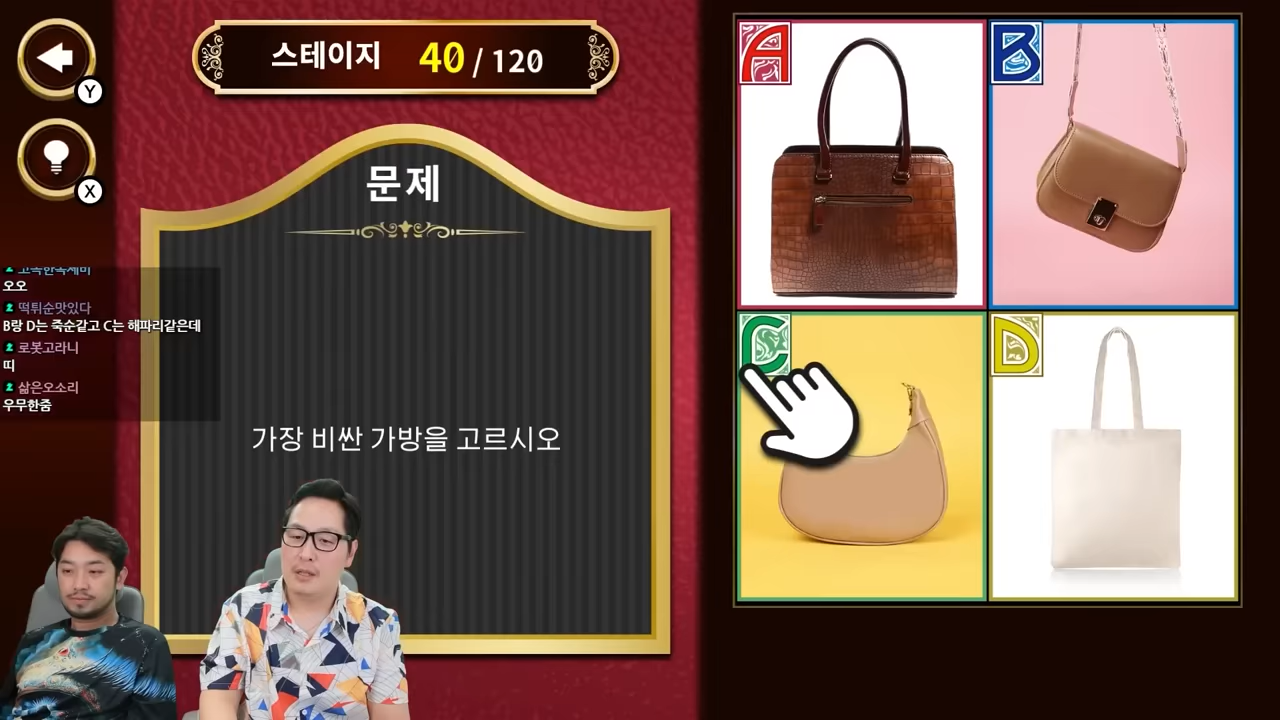 Y
X
스테이지 40 / 120
문제
가장 비싼 가방을 고르시오
오오
떡튀순맛있다
B랑 D는 죽순같고 C는 해파리같은데
로봇고라니
띠
삶은오소리
우무한줌
A
B
C
D